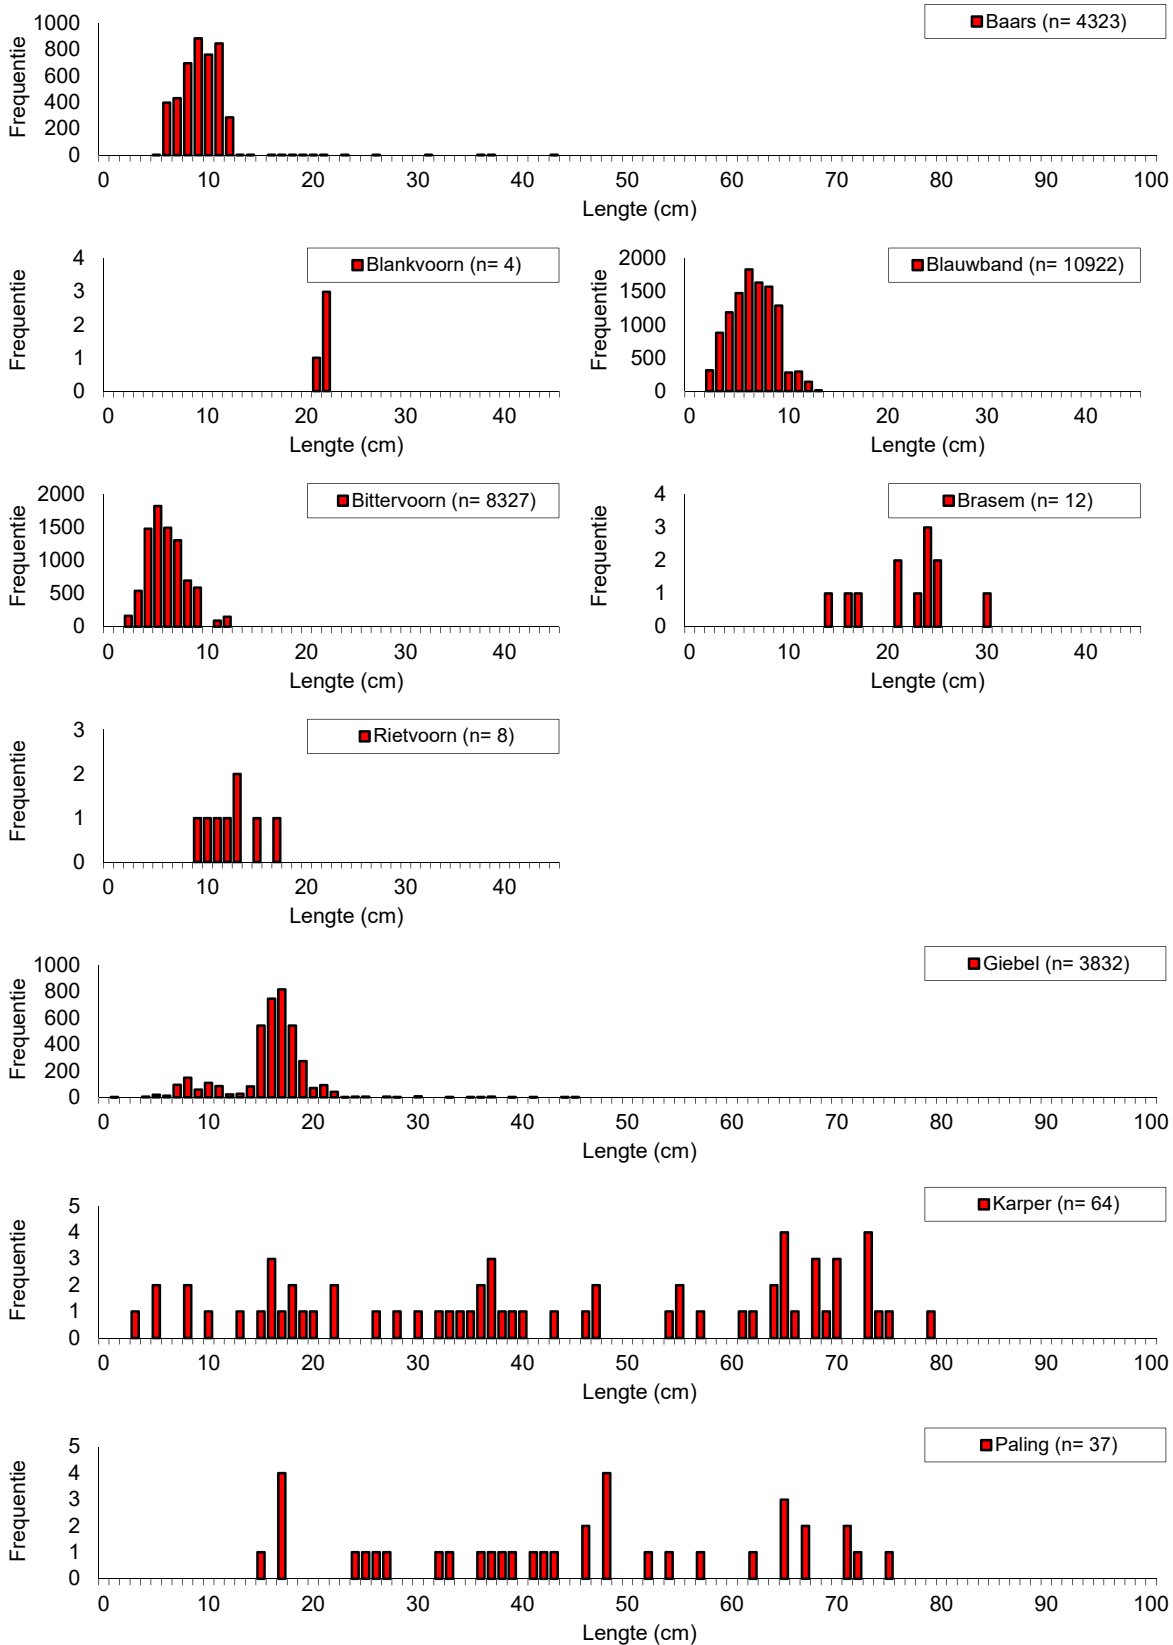 Baars (n= 4323)
Frequentie
1000
800
600
400
200
0
0 10 20 30 40 50 60 70 80 90 100
Lengte (cm)
Blankvoorn (n= 4)
Frequentie
4
3
2
1
0
0 10 20 30 40
Lengte (cm)
Blauwband (n= 10922)
Frequentie
2000
1500
1000
500
0
0 10 20 30 40
Lengte (cm)
Bittervoorn (n= 8327)
Frequentie
2000
1500
1000
500
0
0 10 20 30 40
Lengte (cm)
Brasem (n= 12)
Frequentie
4
3
2
1
0
0 10 20 30 40
Lengte (cm)
Rietvoorn (n= 8)
Frequentie
3
2
1
0
0 10 20 30 40
Lengte (cm)
Giebel (n= 3832)
Frequentie
1000
800
600
400
200
0
0 10 20 30 40 50 60 70 80 90 100
Lengte (cm)
Karper (n= 64)
Frequentie
5
4
3
2
1
0
0 10 20 30 40 50 60 70 80 90 100
Lengte (cm)
Paling (n= 37)
Frequentie
5
4
3
2
1
0
0 10 20 30 40 50 60 70 80 90 100
Lengte (cm)